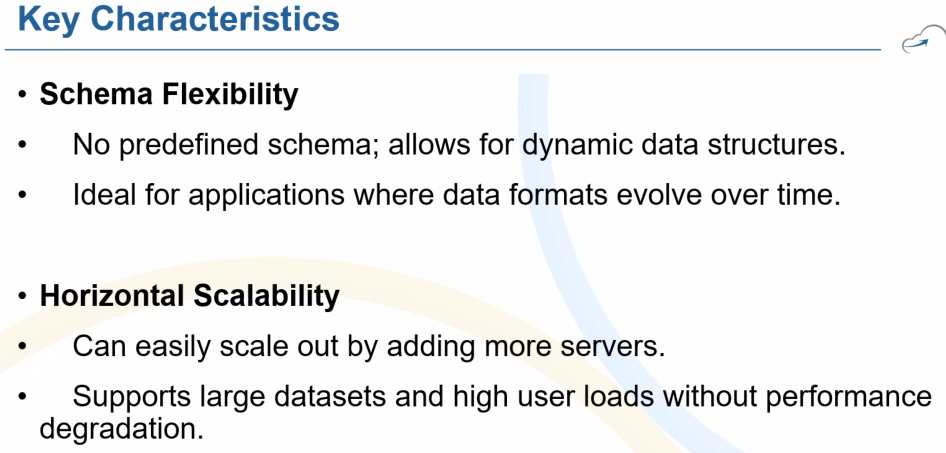 Key Characteristics
• Schema Flexibility
• No predefined schema; allows for dynamic data structures.
• Ideal for applications where data formats evolve over time.
• Horizontal Scalability
• Can easily scale out by adding more servers.
• Supports large datasets and high user loads without performance
degradation.